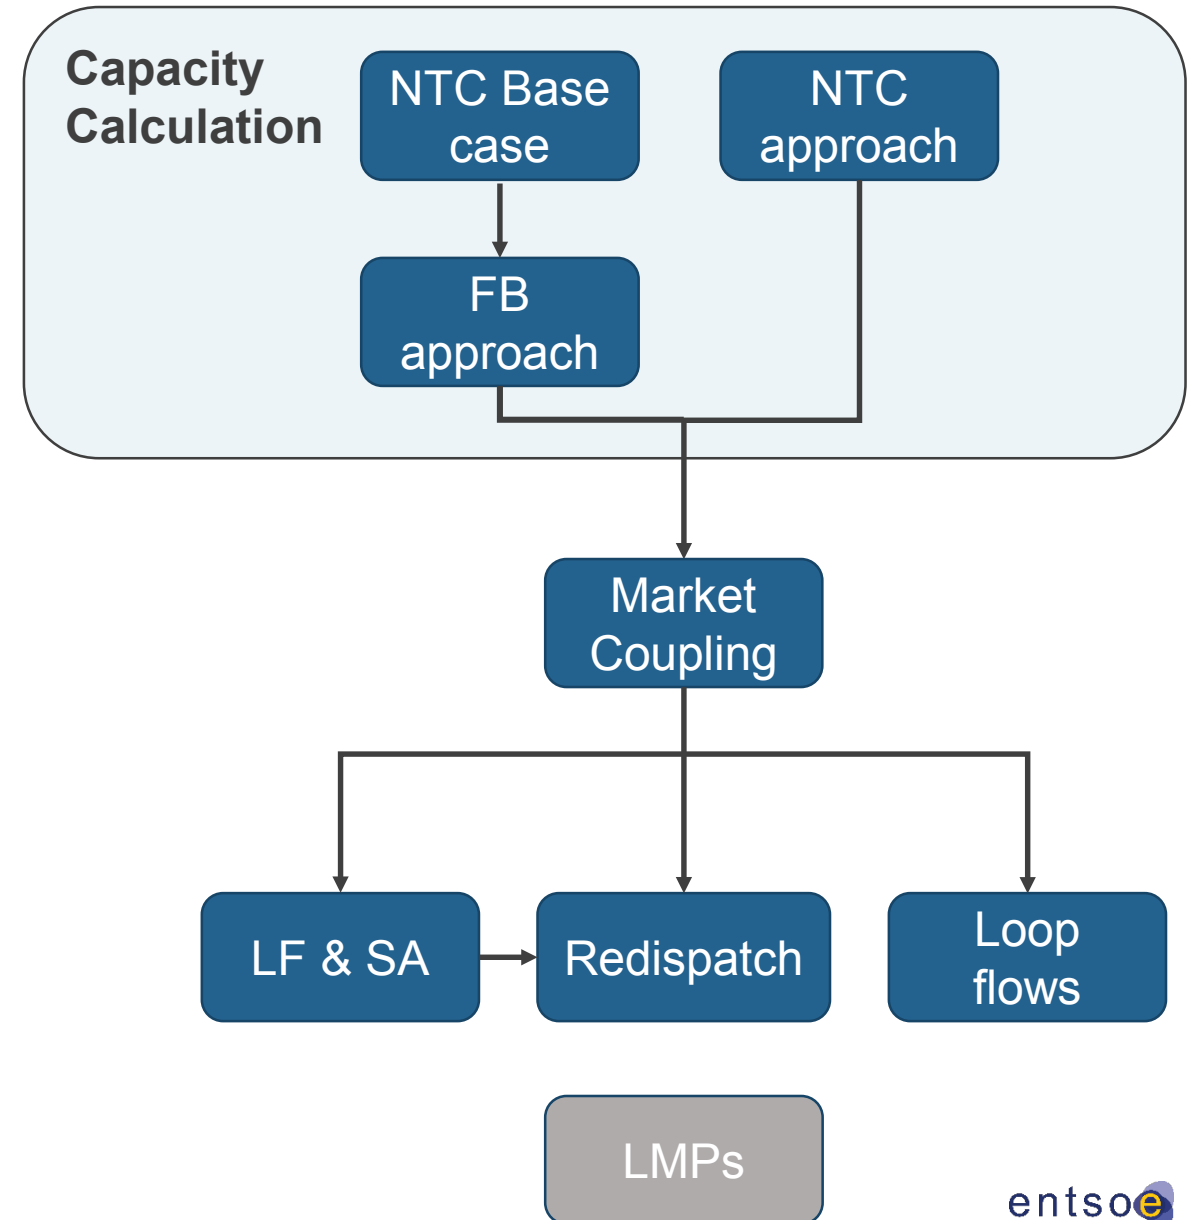 Capacity
Calculation
NTC Base
case
NTC
approach
FB
approach
Market
Coupling
LF & SA
Redispatch
Loop
flows
LMPs
entsoe